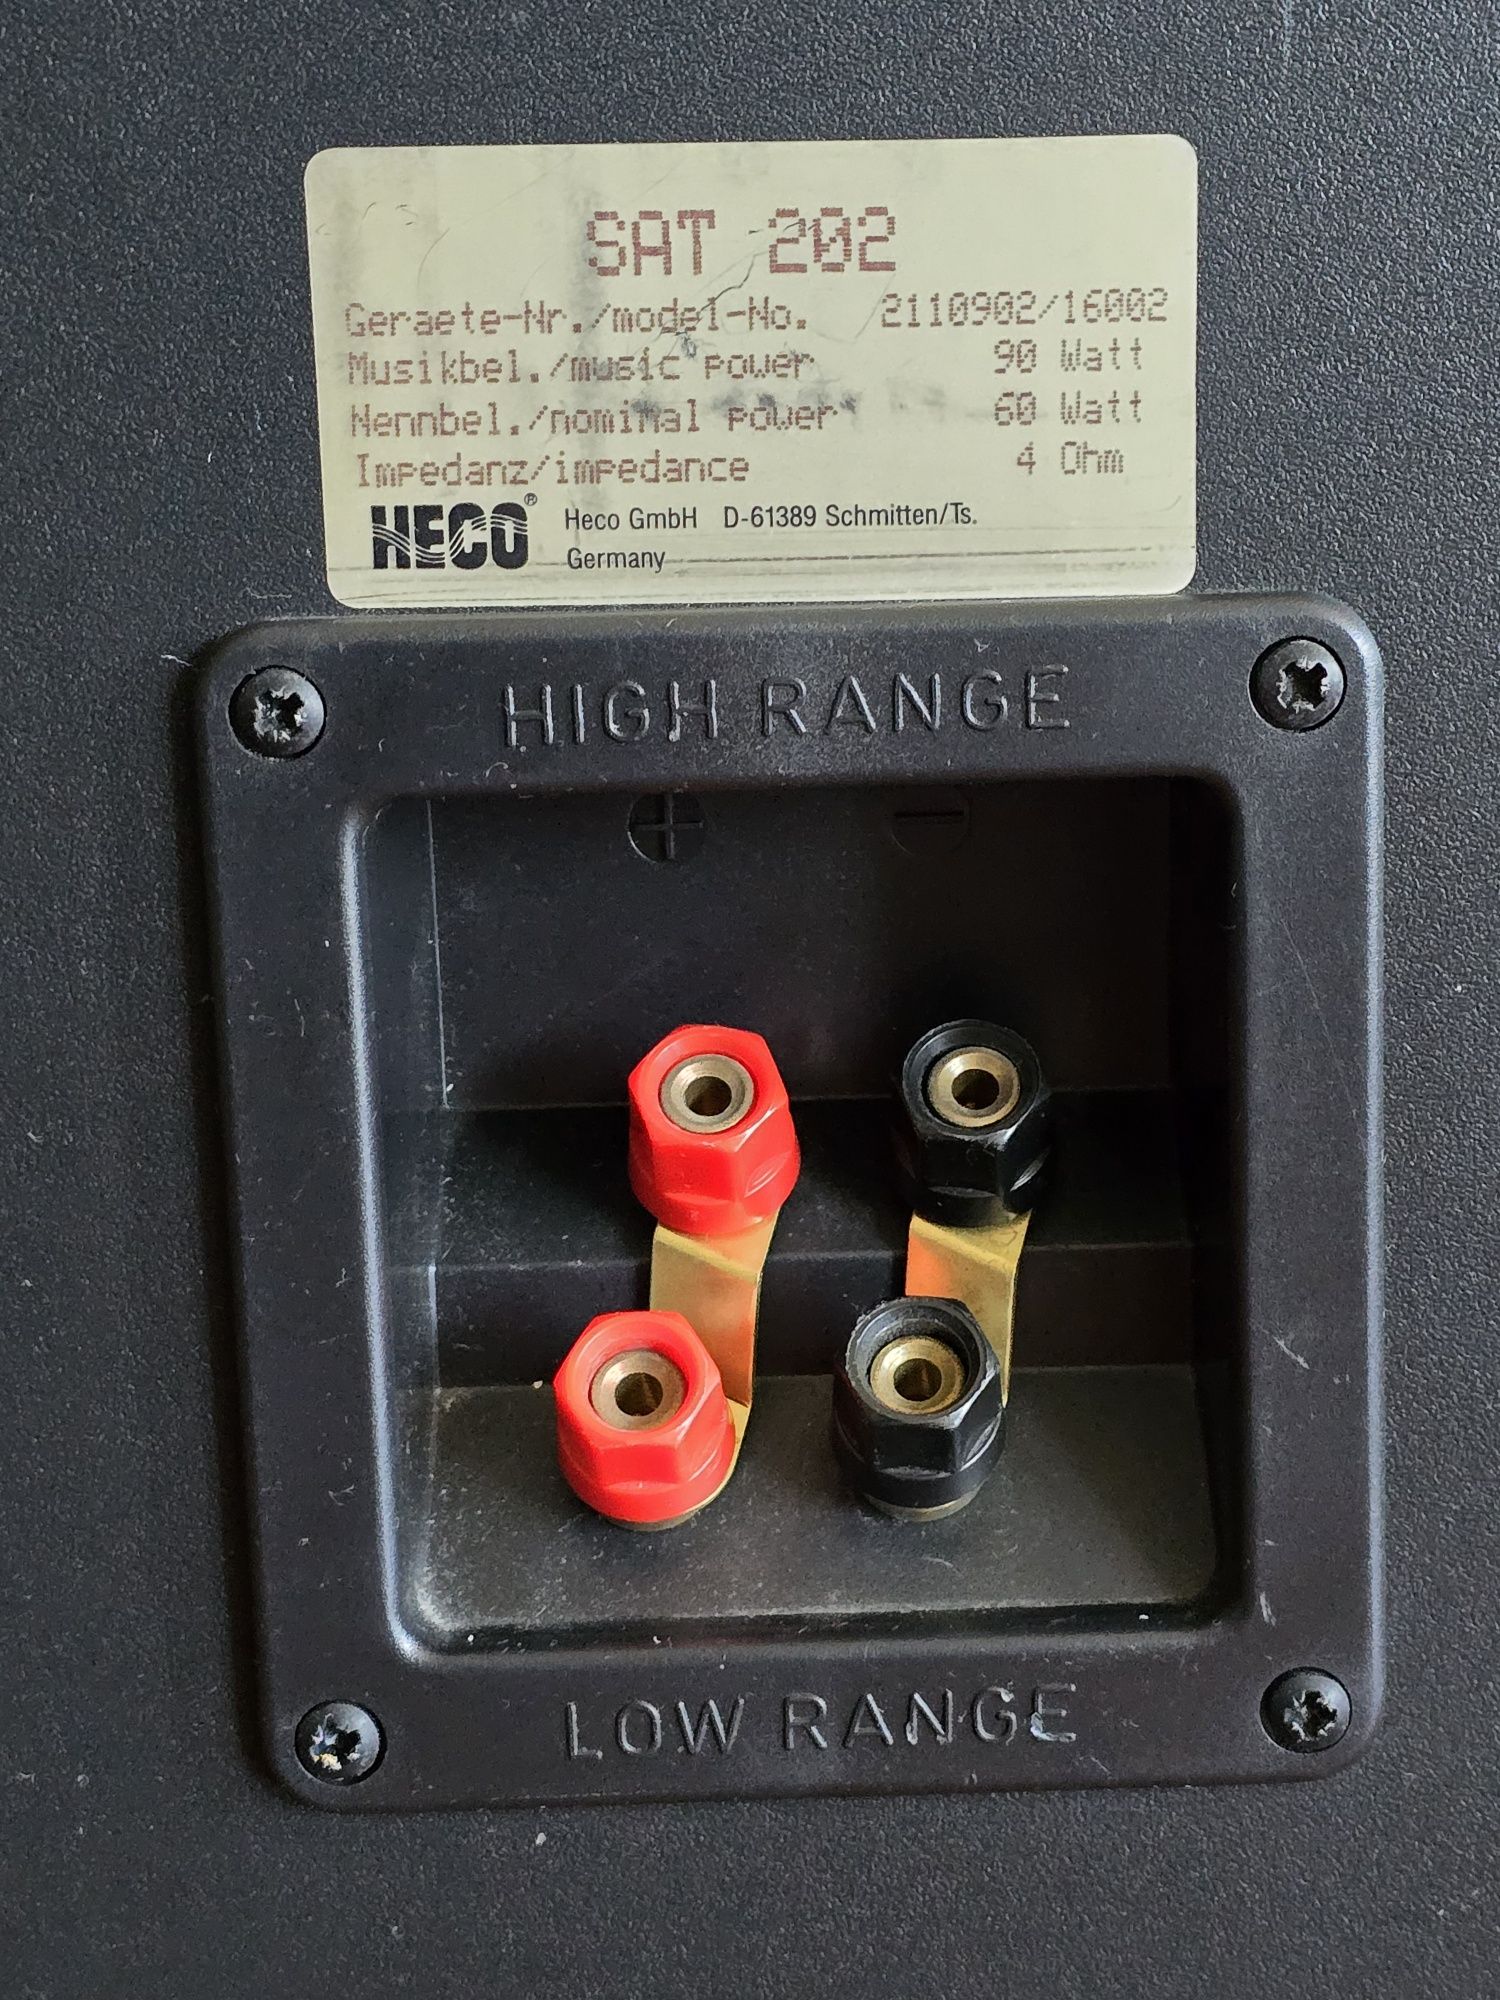 SAT 202
Geraete-Nr./model-No. 2110902/16002
Musikbel./music power 90 Watt
Nennbel./nominal power 60 Watt
Impedanz/impedance 4 Ohm
HECO® Heco GmbH D-61389 Schmitten/Ts.
Germany
HIGH RANGE
+ −
LOW RANGE